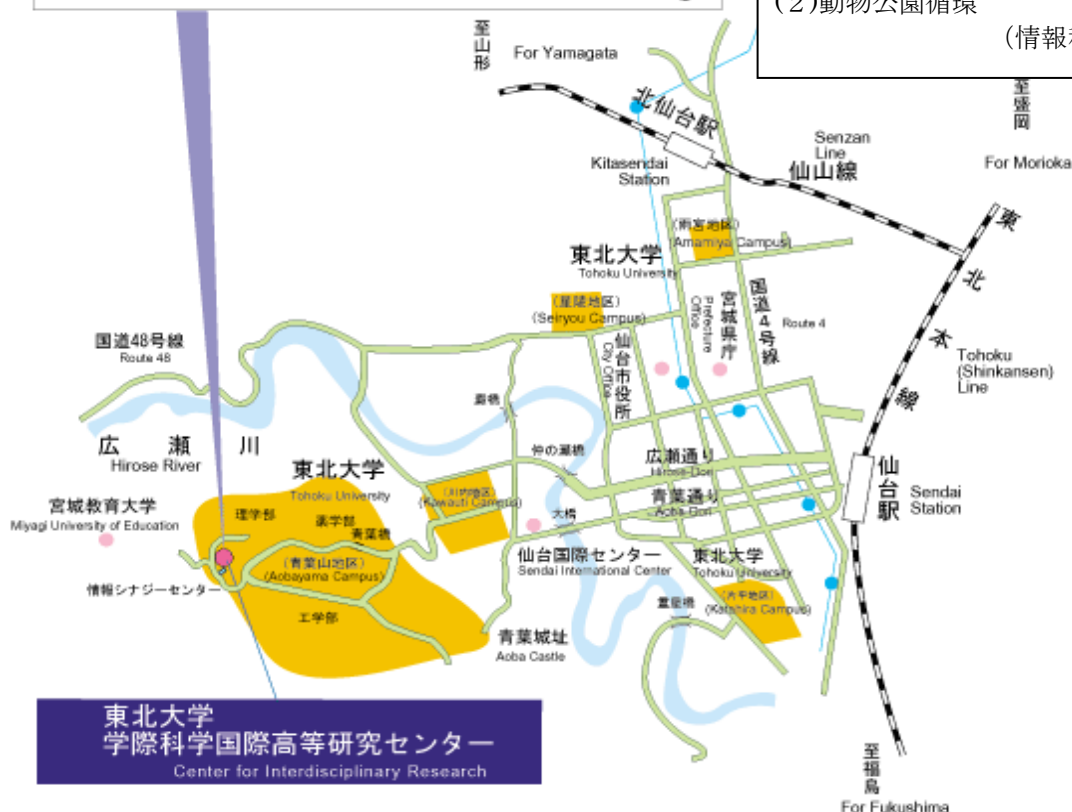 (２)動物公園循環
(情報科
至山形
For Yamagata
至盛岡
For Morioka
北仙台駅
Kitasendai
Station
Senzan
Line
仙山線
東北本線
Tohoku
(Shinkansen)
Line
(雨宮地区)
(Amamiya Campus)
東北大学
Tohoku University
(星陵地区)
(Seiryou Campus)
国道48号線
Route 48
仙台市役所
City Office
宮城県庁
Prefecture
Office
国道4号線
Route 4
広瀬川
Hirose River
澱橋
仲の瀬橋
大橋
広瀬通り
Hirose-Dori
青葉通り
Aoba-Dori
仙台駅
Sendai
Station
東北大学
Tohoku University
(川内地区)
(Kawauti Campus)
宮城教育大学
Miyagi University of Education
理学部
薬学部
青葉橋
(青葉山地区)
(Aobayama Campus)
情報シナジーセンター
工学部
仙台国際センター
Sendai International Center
東北大学
Tohoku University
(片平地区)
(Katahira Campus)
霊屋橋
青葉城址
Aoba Castle
東北大学
学際科学国際高等研究センター
Center for Interdisciplinary Research
至福島
For Fukushima